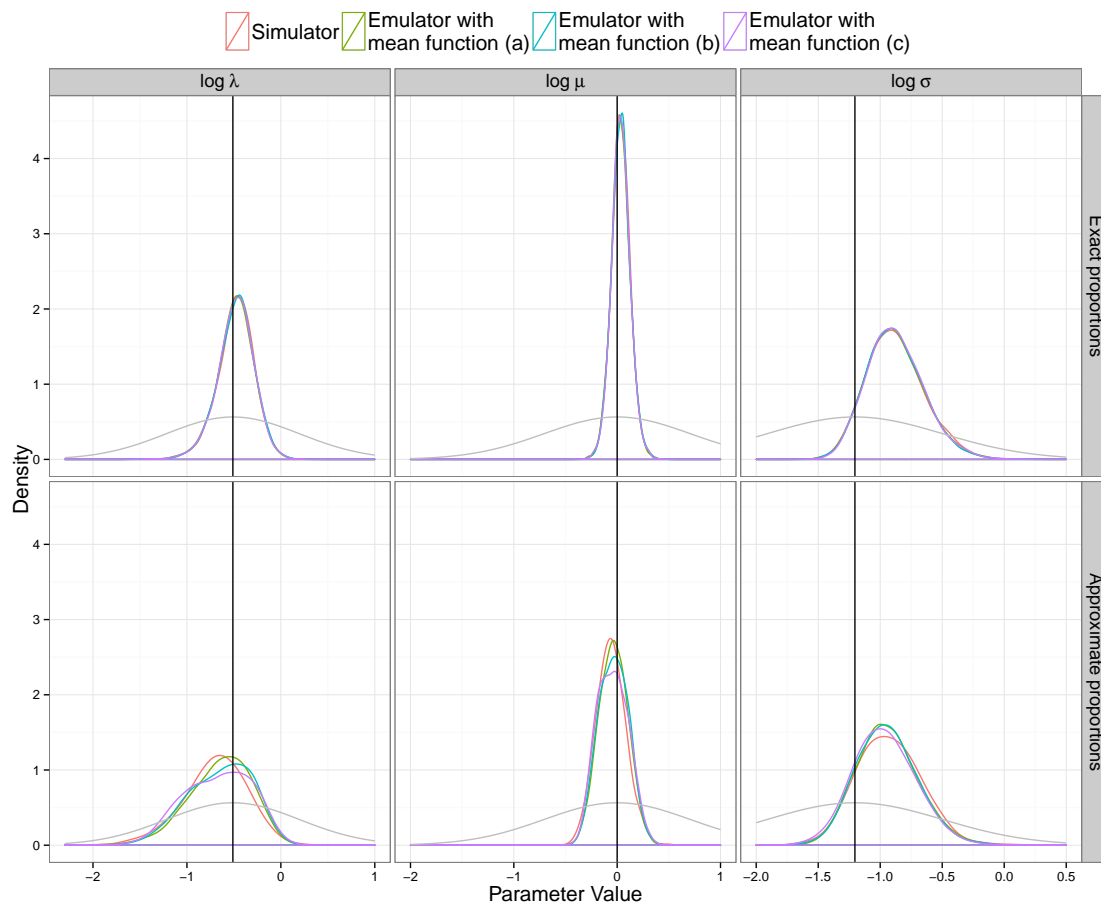 Simulator
Emulator with
mean function (a)
Emulator with
mean function (b)
Emulator with
mean function (c)
log λ
log μ
log σ
Density
4
3
2
1
0
Exact proportions
4
3
2
1
0
Approximate proportions
−2 −1 0 1
−2 −1 0 1
−2.0 −1.5 −1.0 −0.5 0.0 0.5
Parameter Value